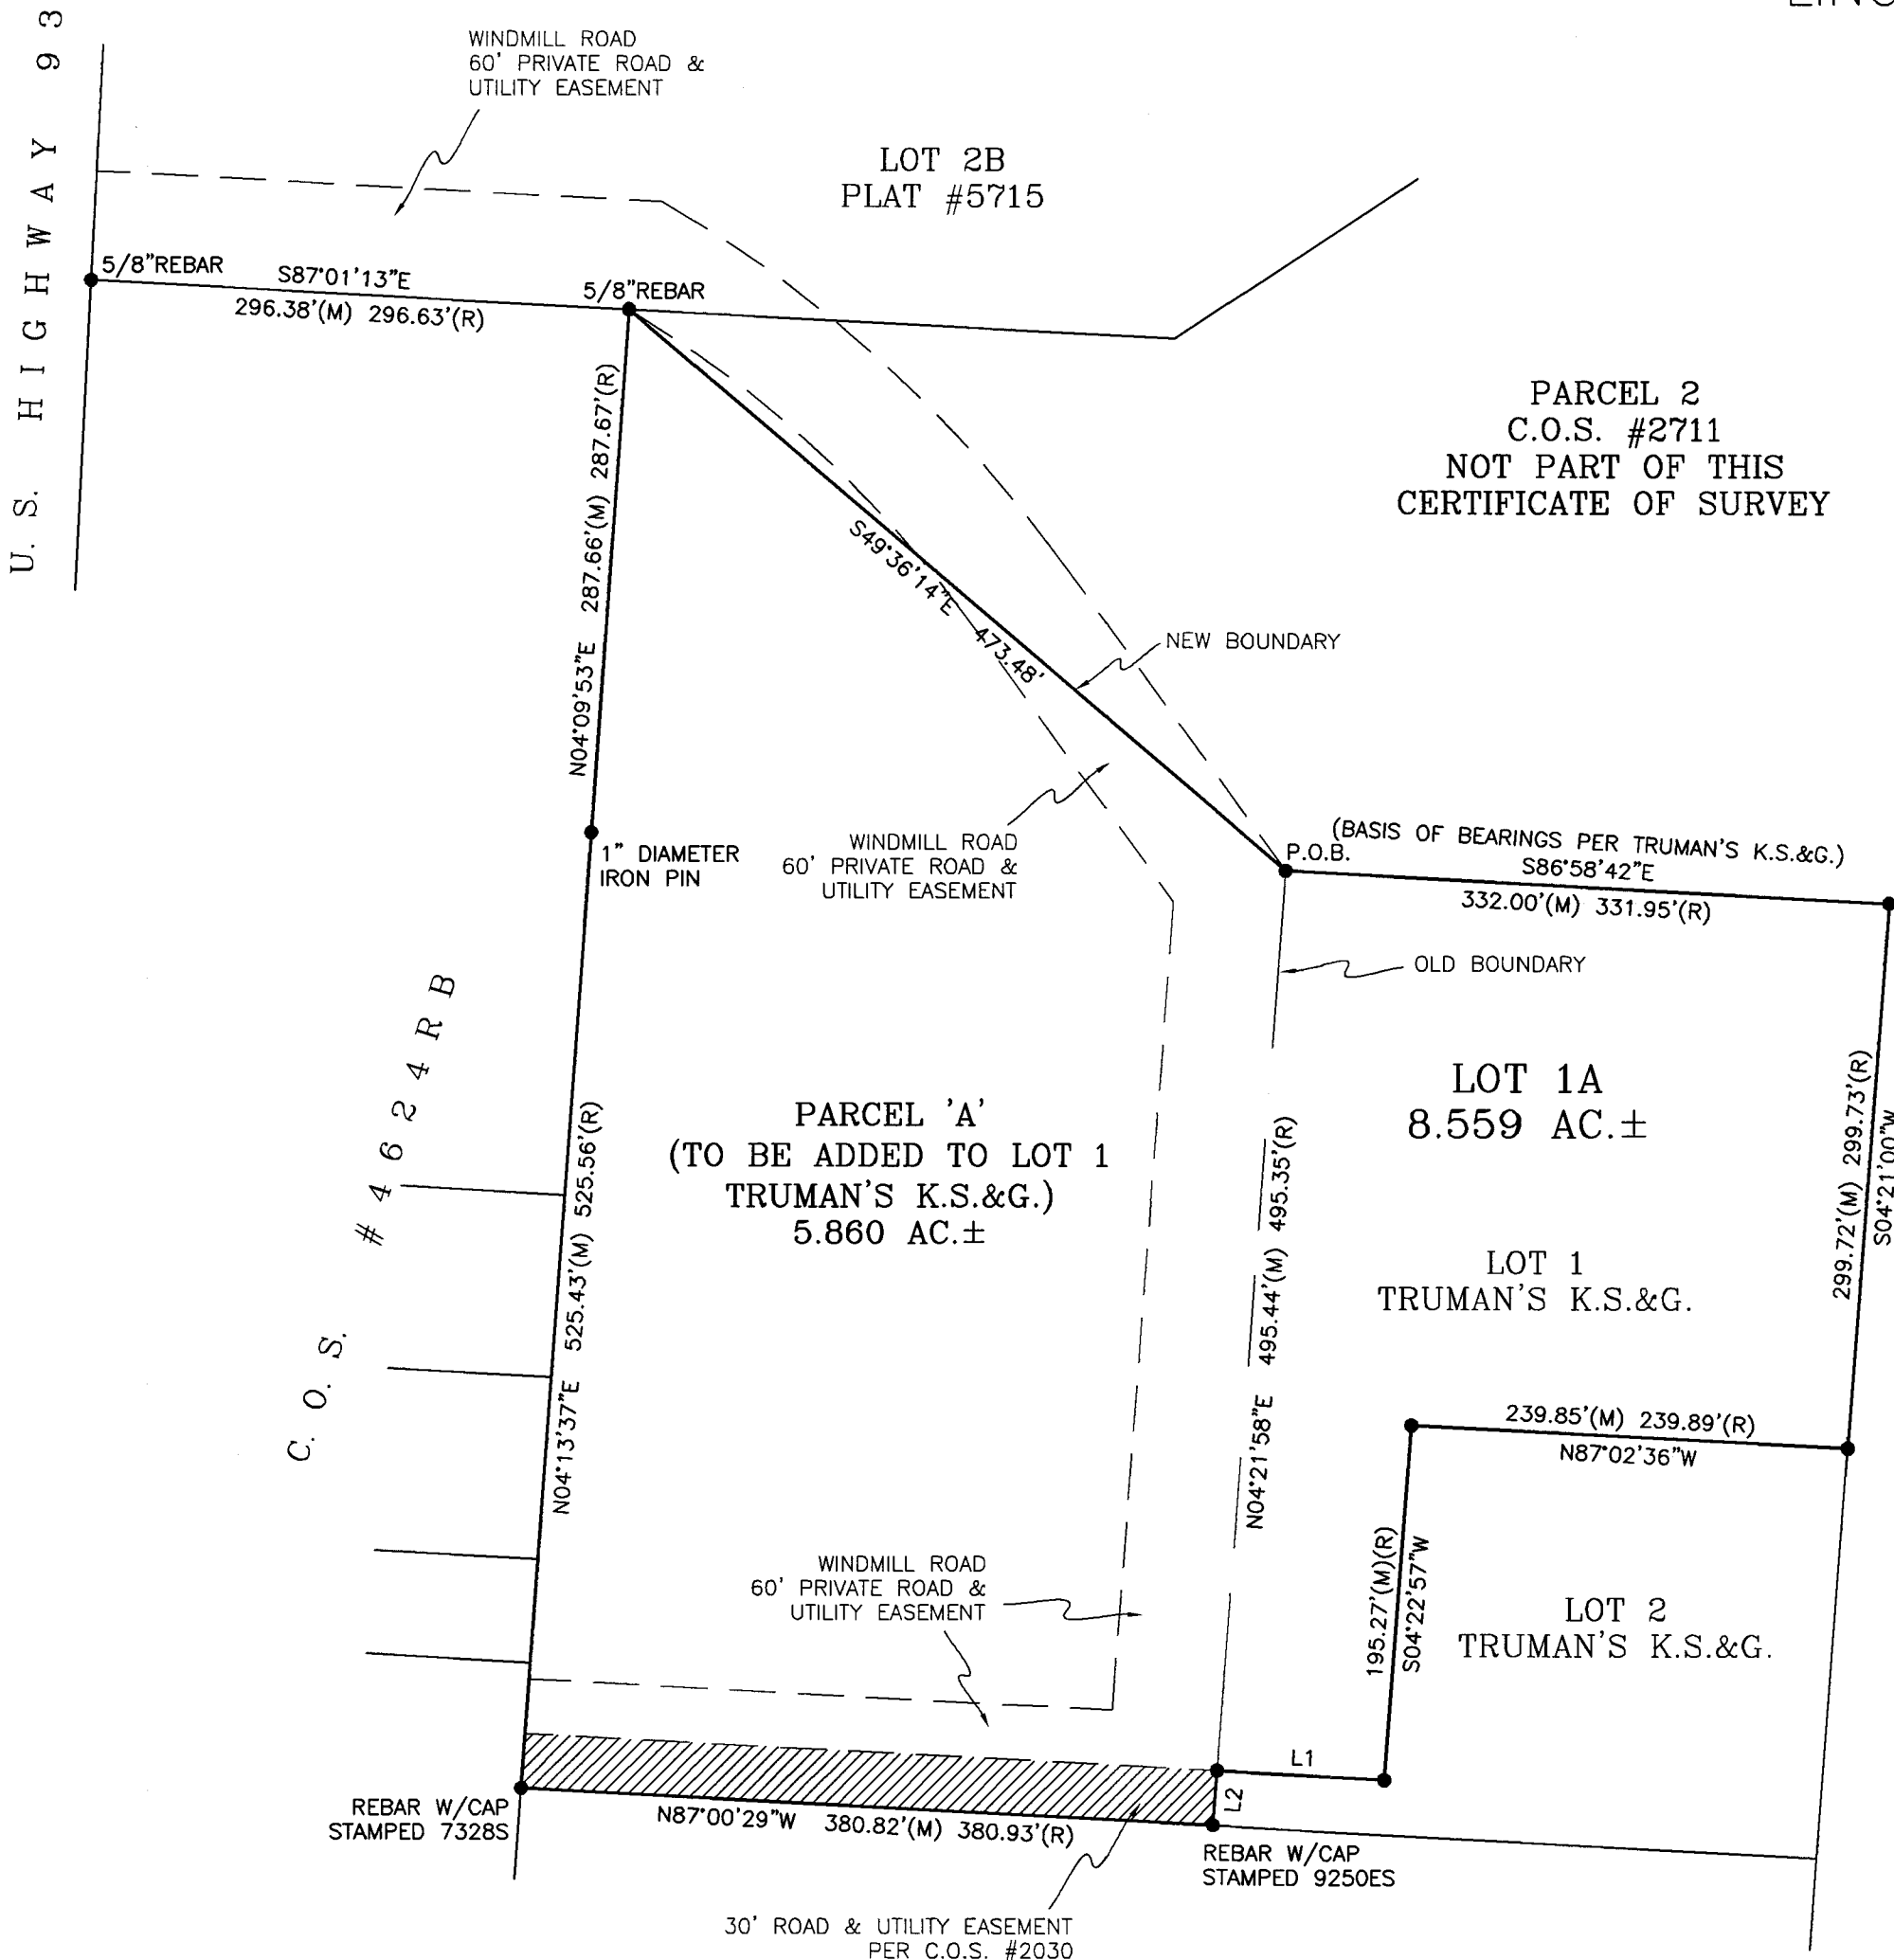 U. S. HIGHWAY 93
WINDMILL ROAD
60' PRIVATE ROAD &
UTILITY EASEMENT
LOT 2B
PLAT #5715
5/8"REBAR
S87°01'13"E
296.38'(M) 296.63'(R)
5/8"REBAR
PARCEL 2
C.O.S. #2711
NOT PART OF THIS
CERTIFICATE OF SURVEY
N04°09'53"E 287.66'(M) 287.67'(R)
S49°36'14"E 473.48'
NEW BOUNDARY
1" DIAMETER
IRON PIN
WINDMILL ROAD
60' PRIVATE ROAD &
UTILITY EASEMENT
(BASIS OF BEARINGS PER TRUMAN'S K.S.&G.)
P.O.B.
S86°58'42"E
332.00'(M) 331.95'(R)
OLD BOUNDARY
C. O. S. #4624RB
N04°13'37"E 525.43'(M) 525.56'(R)
PARCEL 'A'
(TO BE ADDED TO LOT 1
TRUMAN'S K.S.&G.)
5.860 AC.±
N04°21'58"E 495.44'(M) 495.35'(R)
LOT 1A
8.559 AC.±
LOT 1
TRUMAN'S K.S.&G.
299.72'(M) 299.73'(R)
S04°21'00"W
239.85'(M) 239.89'(R)
N87°02'36"W
195.27'(M)(R)
S04°22'57"W
LOT 2
TRUMAN'S K.S.&G.
WINDMILL ROAD
60' PRIVATE ROAD &
UTILITY EASEMENT
L1
L2
REBAR W/CAP
STAMPED 7328S
N87°00'29"W 380.82'(M) 380.93'(R)
REBAR W/CAP
STAMPED 9250ES
30' ROAD & UTILITY EASEMENT
PER C.O.S. #2030